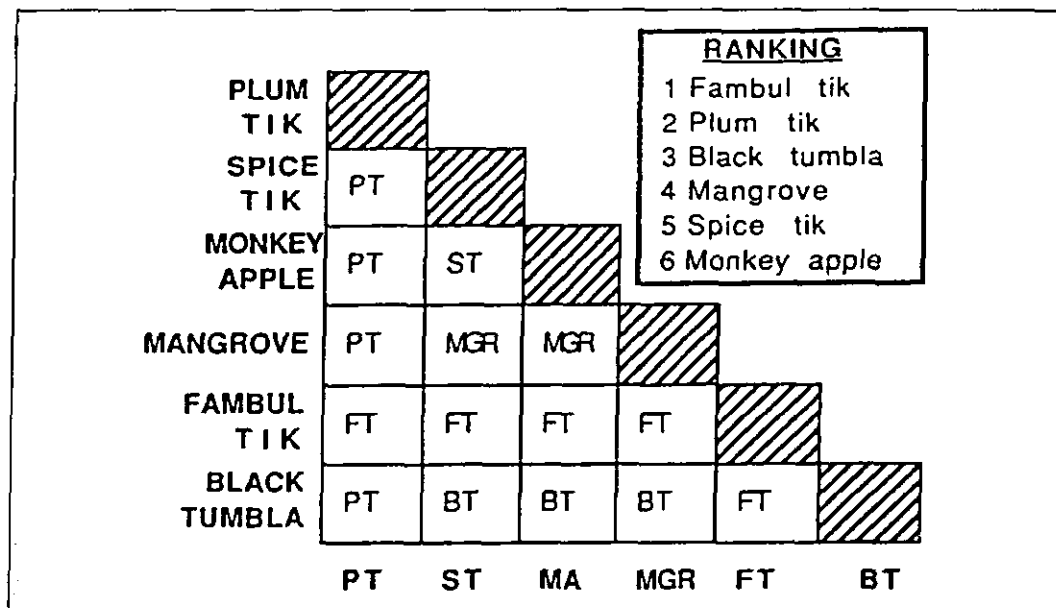 RANKING
1 Fambul tik
2 Plum tik
3 Black tumbla
4 Mangrove
5 Spice tik
6 Monkey apple
PLUM
TIK
SPICE
TIK
PT
MONKEY
APPLE
PT ST
MANGROVE
PT MGR MGR
FAMBUL
TIK
FT FT FT FT
BLACK
TUMBLA
PT BT BT BT FT
PT ST MA MGR FT BT